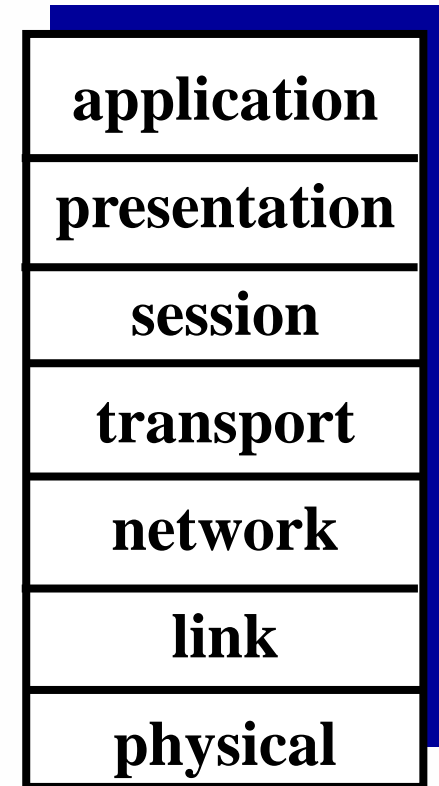 application
presentation
session
transport
network
link
physical